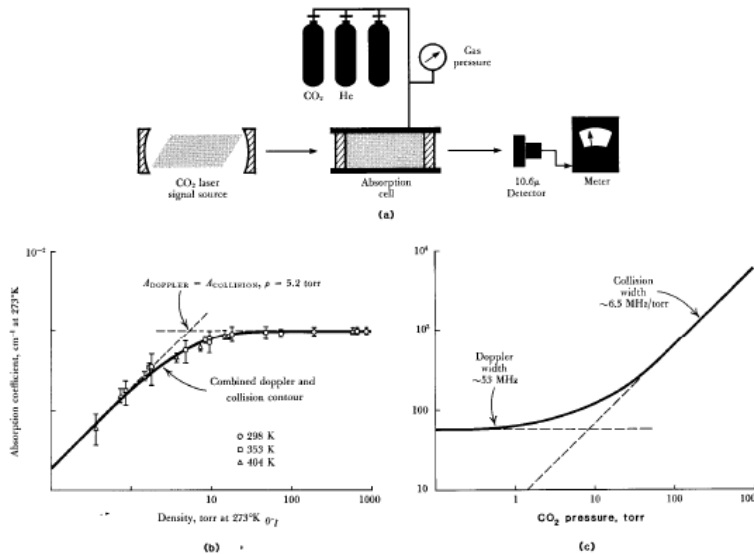 CO₂ He
Gas
pressure
CO₂ laser
signal source
Absorption
cell
10.6μ
Detector
Meter
(a)
10⁻²
A_DOPPLER = A_COLLISION, ρ = 5.2 torr
Absorption coefficient, cm⁻¹ at 273°K
Combined doppler and
collision contour
298 K
353 K
404 K
1 10 100 1000
Density, torr at 273°K
(b)
10⁴
10³
100
10
Collision
width
~6.5 MHz/torr
Doppler
width
~53 MHz
1 10 100 100
CO₂ pressure, torr
(c)